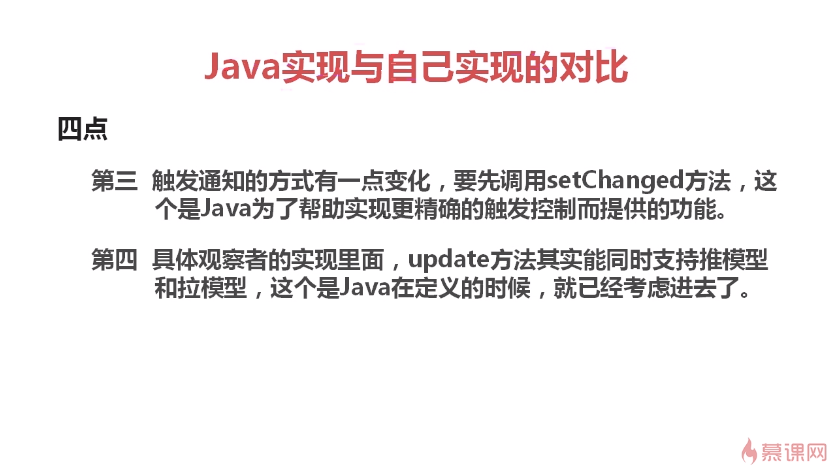 Java实现与自己实现的对比
四点
第三 触发通知的方式有一点变化，要先调用setChanged方法，这
个是Java为了帮助实现更精确的触发控制而提供的功能。
第四 具体观察者的实现里面，update方法其实能同时支持推模型
和拉模型，这个是Java在定义的时候，就已经考虑进去了。
慕课网